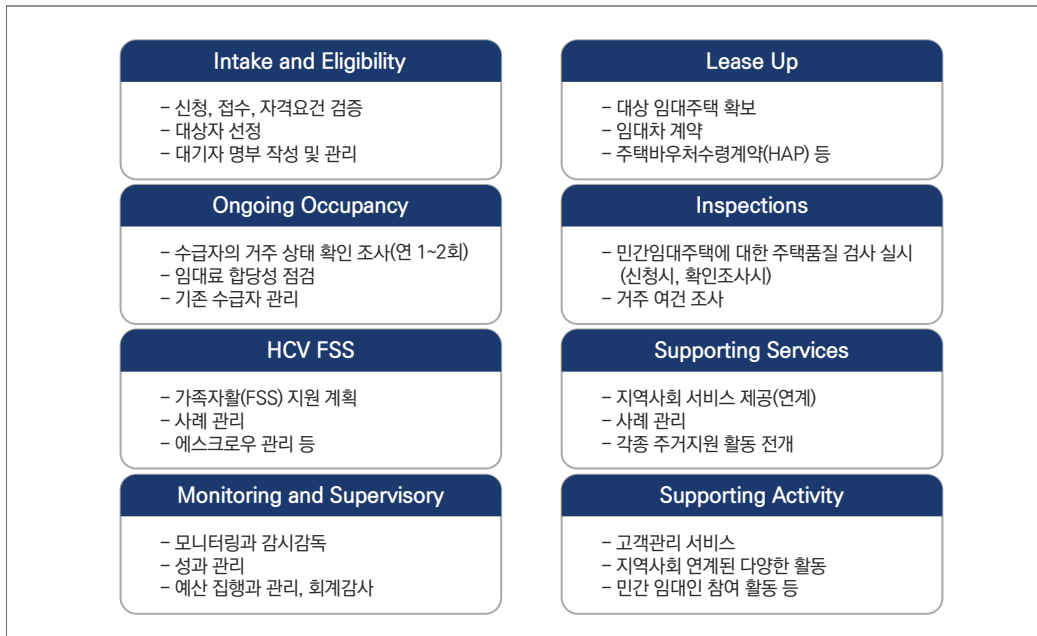 Intake and Eligibility
– 신청, 접수, 자격요건 검증
– 대상자 선정
– 대기자 명부 작성 및 관리
Lease Up
– 대상 임대주택 확보
– 임대차 계약
– 주택바우처수령계약(HAP) 등
Ongoing Occupancy
– 수급자의 거주 상태 확인 조사(연 1~2회)
– 임대료 합당성 점검
– 기존 수급자 관리
Inspections
– 민간임대주택에 대한 주택품질 검사 실시
(신청시, 확인조사시)
– 거주 여건 조사
HCV FSS
– 가족자활(FSS) 지원 계획
– 사례 관리
– 에스크로우 관리 등
Supporting Services
– 지역사회 서비스 제공(연계)
– 사례 관리
– 각종 주거지원 활동 전개
Monitoring and Supervisory
– 모니터링과 감시감독
– 성과 관리
– 예산 집행과 관리, 회계감사
Supporting Activity
– 고객관리 서비스
– 지역사회 연계된 다양한 활동
– 민간 임대인 참여 활동 등